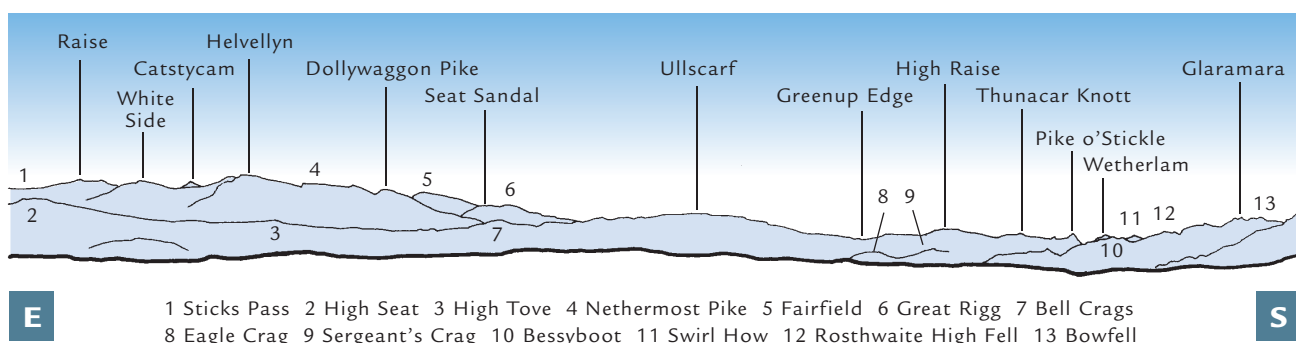 Raise
Helvellyn
Catstycam
Dollywaggon Pike
Ullscarf
High Raise
Glaramara
White
Side
Seat Sandal
Greenup Edge
Thunacar Knott
Pike o'Stickle
Wetherlam
1
2
3
4
5
6
7
8
9
10
11
12
13
E
1 Sticks Pass 2 High Seat 3 High Tove 4 Nethermost Pike 5 Fairfield 6 Great Rigg 7 Bell Crags
8 Eagle Crag 9 Sergeant's Crag 10 Bessyboot 11 Swirl How 12 Rosthwaite High Fell 13 Bowfell
S